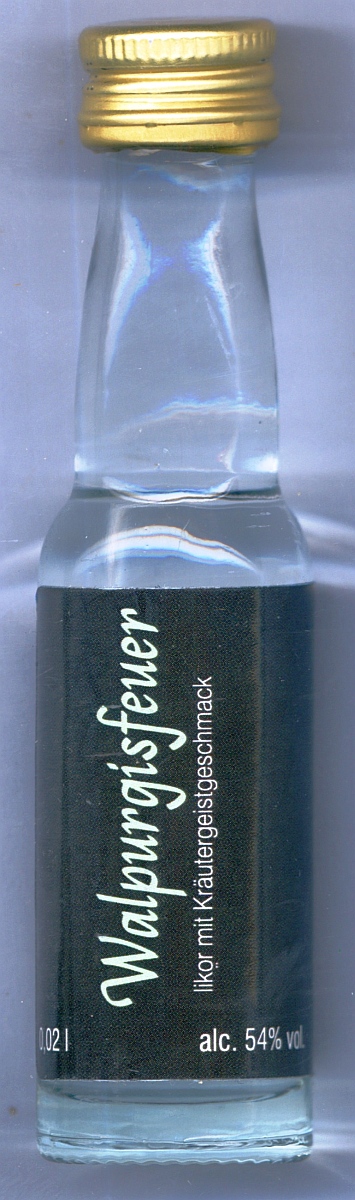 Walpurgisfeuer
likör mit Kräutergeistgeschmack
0,02 l
alc. 54% vol.